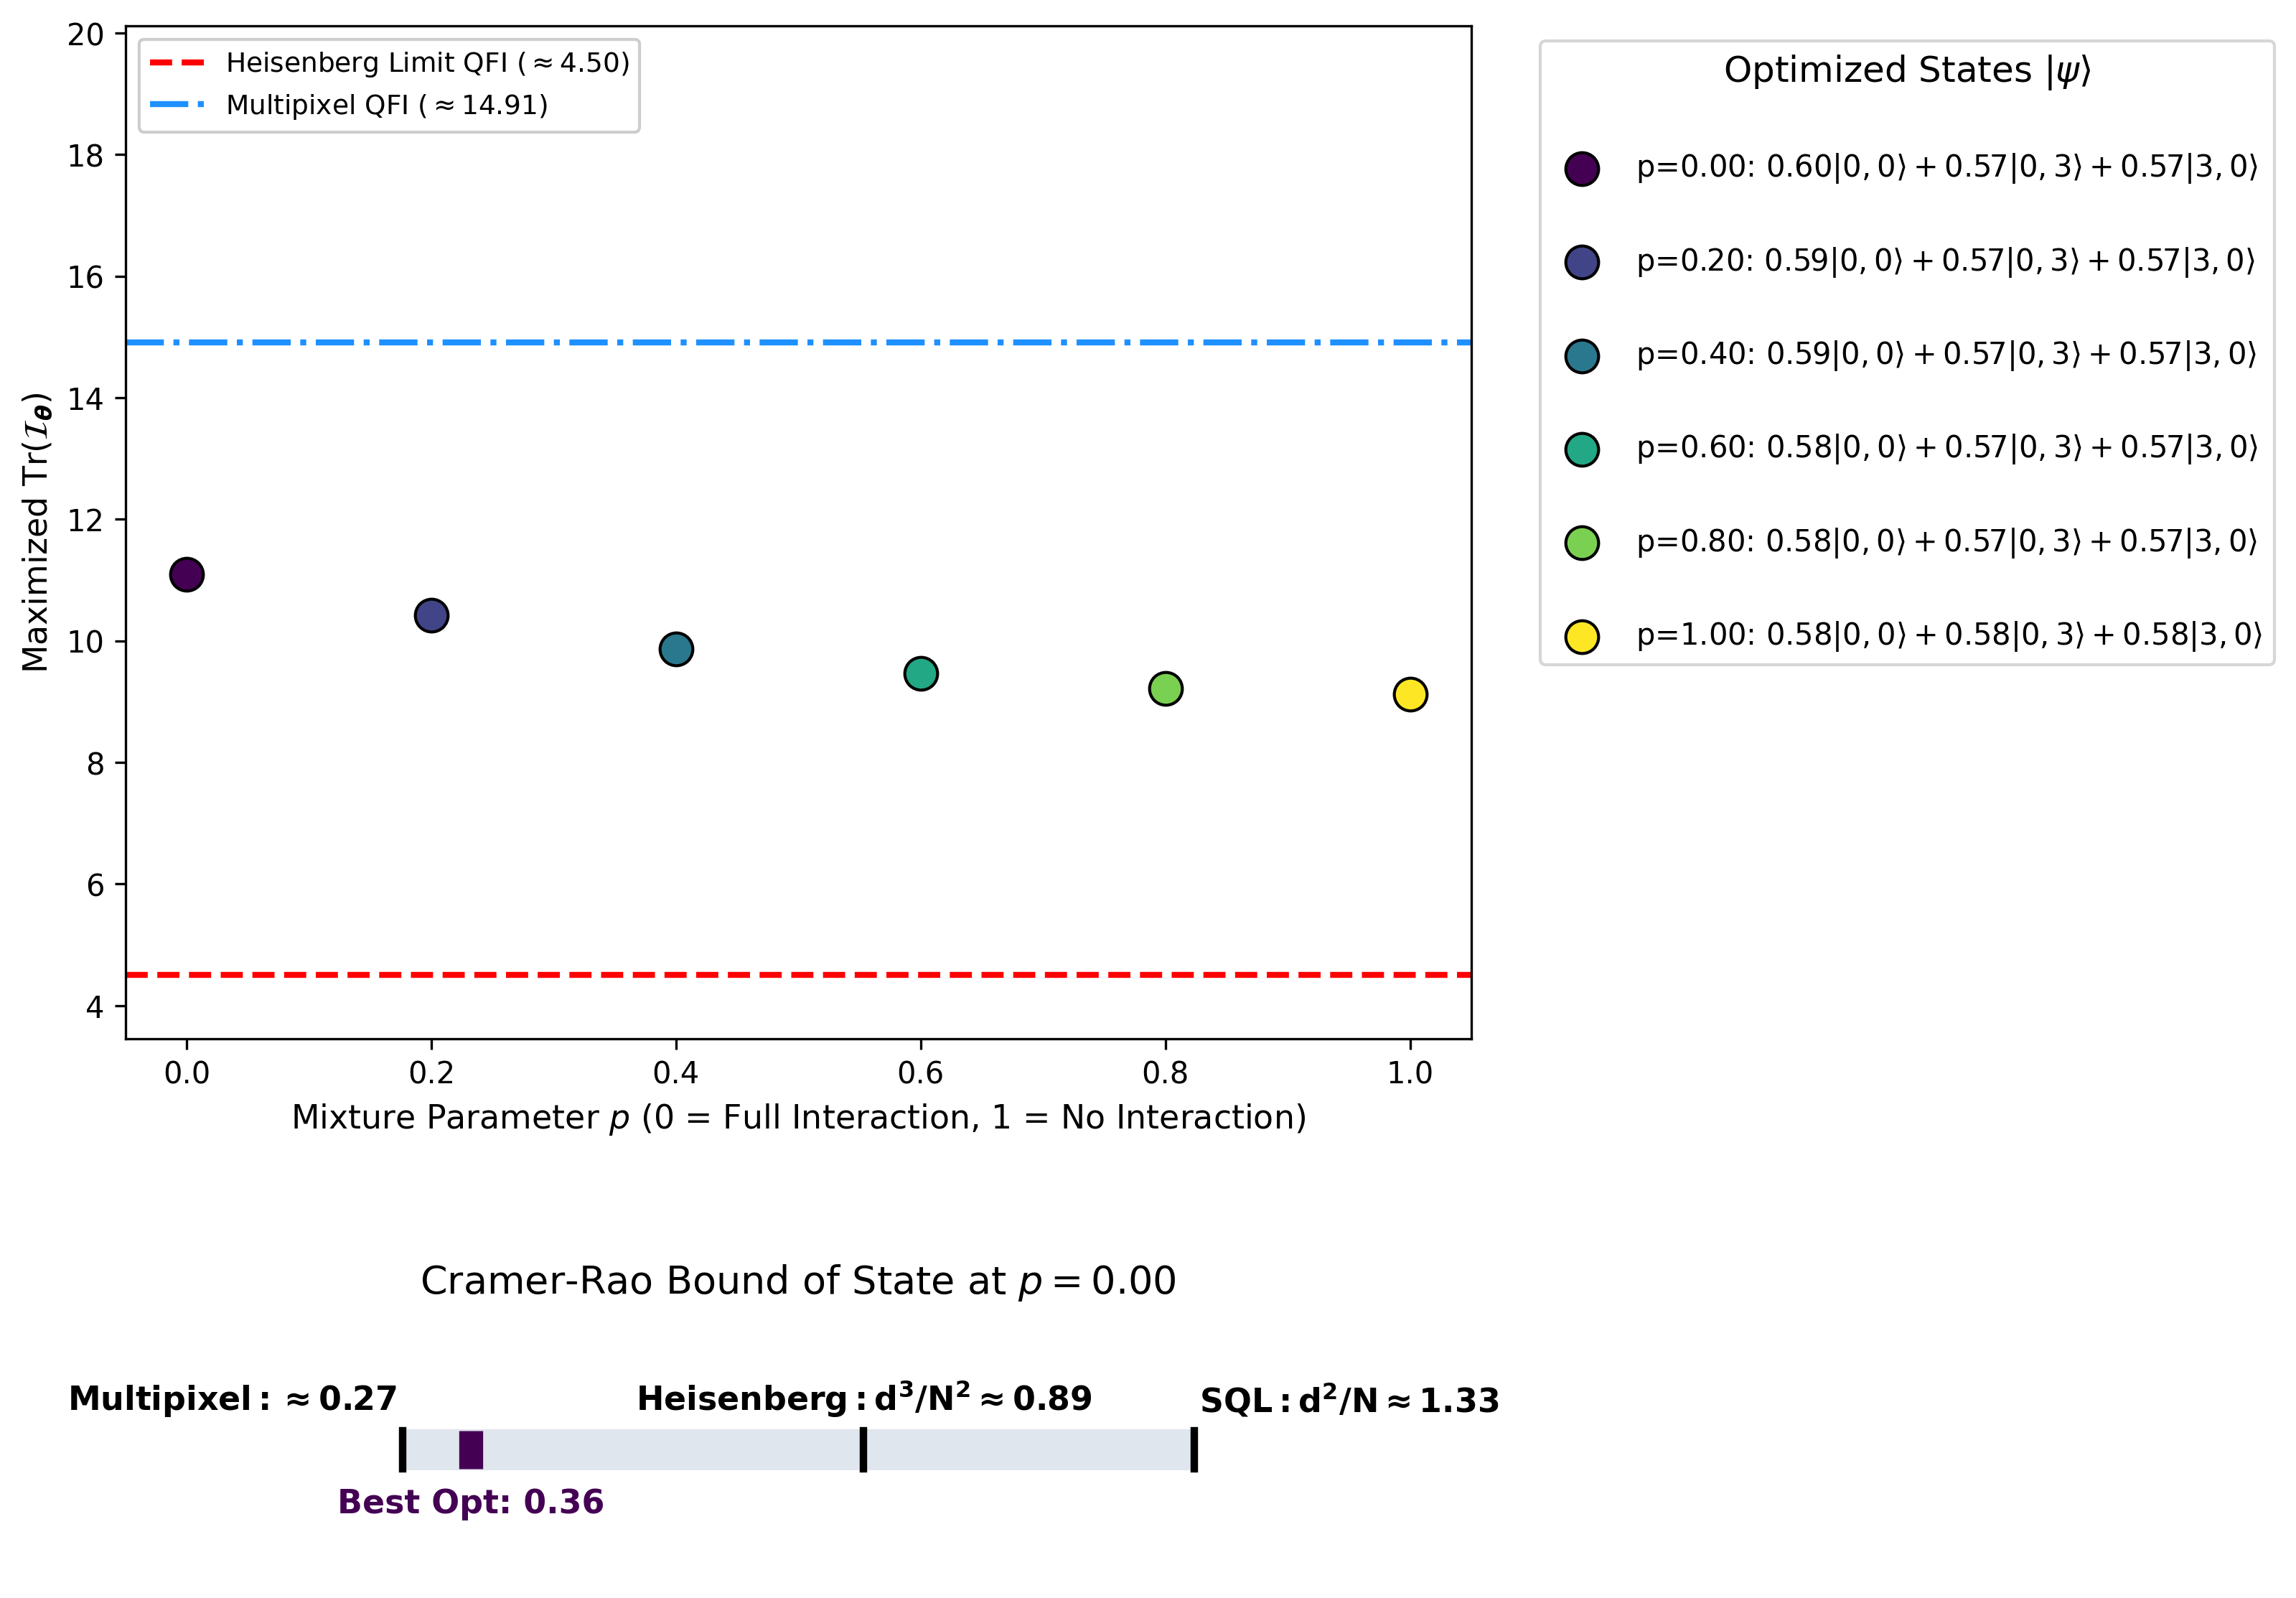 Heisenberg Limit QFI (≈4.50)
Multipixel QFI (≈14.91)
20
18
16
14
12
10
8
6
4
Maximized Tr(ℐ_𝜽)
0.0 0.2 0.4 0.6 0.8 1.0
Mixture Parameter p (0 = Full Interaction, 1 = No Interaction)
Optimized States |ψ⟩
p=0.00: 0.60|0, 0⟩ + 0.57|0, 3⟩ + 0.57|3, 0⟩
p=0.20: 0.59|0, 0⟩ + 0.57|0, 3⟩ + 0.57|3, 0⟩
p=0.40: 0.59|0, 0⟩ + 0.57|0, 3⟩ + 0.57|3, 0⟩
p=0.60: 0.58|0, 0⟩ + 0.57|0, 3⟩ + 0.57|3, 0⟩
p=0.80: 0.58|0, 0⟩ + 0.57|0, 3⟩ + 0.57|3, 0⟩
p=1.00: 0.58|0, 0⟩ + 0.58|0, 3⟩ + 0.58|3, 0⟩
Cramer-Rao Bound of State at p = 0.00
Multipixel : ≈ 0.27
Heisenberg : d³/N² ≈ 0.89
SQL : d²/N ≈ 1.33
Best Opt: 0.36